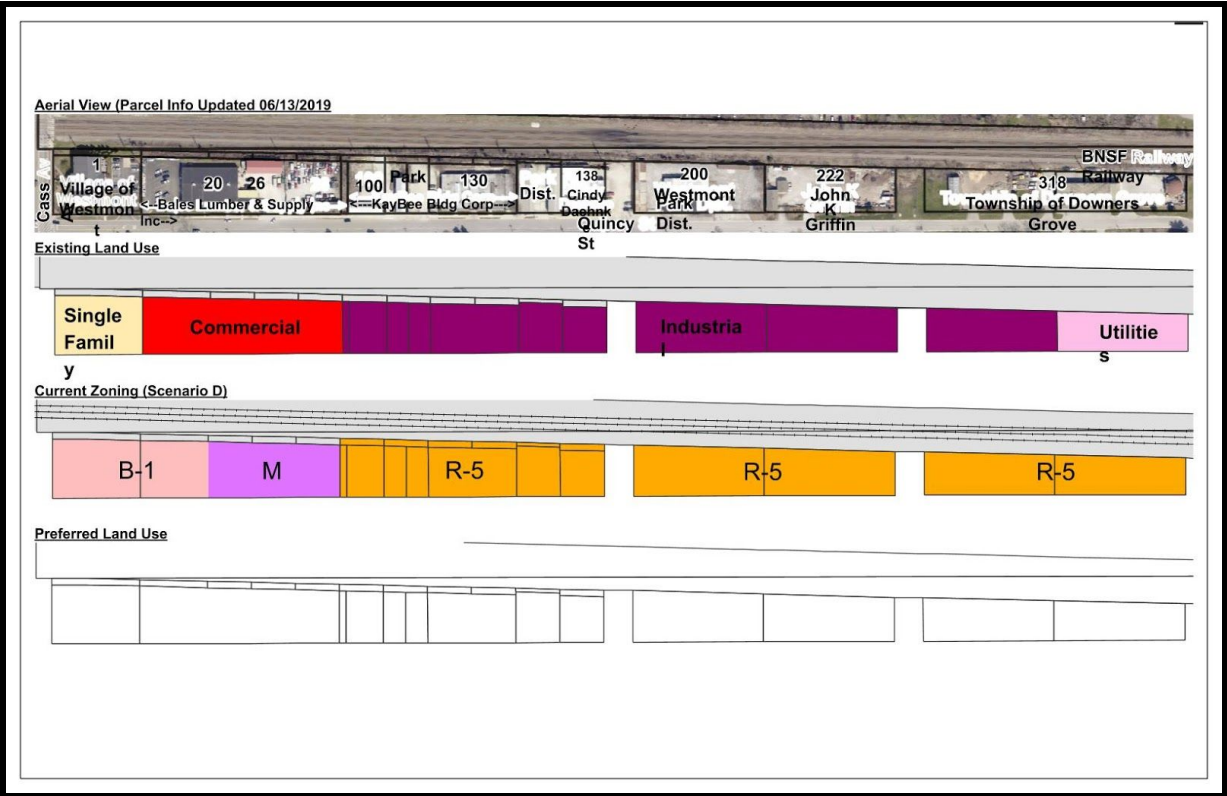 Aerial View (Parcel Info Updated 06/13/2019
Cass Av
1
Village of
Westmon
t
20
26
<--Bales Lumber & Supply
Inc-->
100
Park
130
<---KayBee Bldg Corp--->
Dist.
138
Cindy
Quincy
St
200
Westmont
Park
Dist.
222
John
K
Griffin
318
Township of Downers
Grove
BNSF Railway
Railway
Existing Land Use
Single
Famil
y
Commercial
Industria
l
Utilitie
s
Current Zoning (Scenario D)
B-1
M
R-5
R-5
R-5
Preferred Land Use